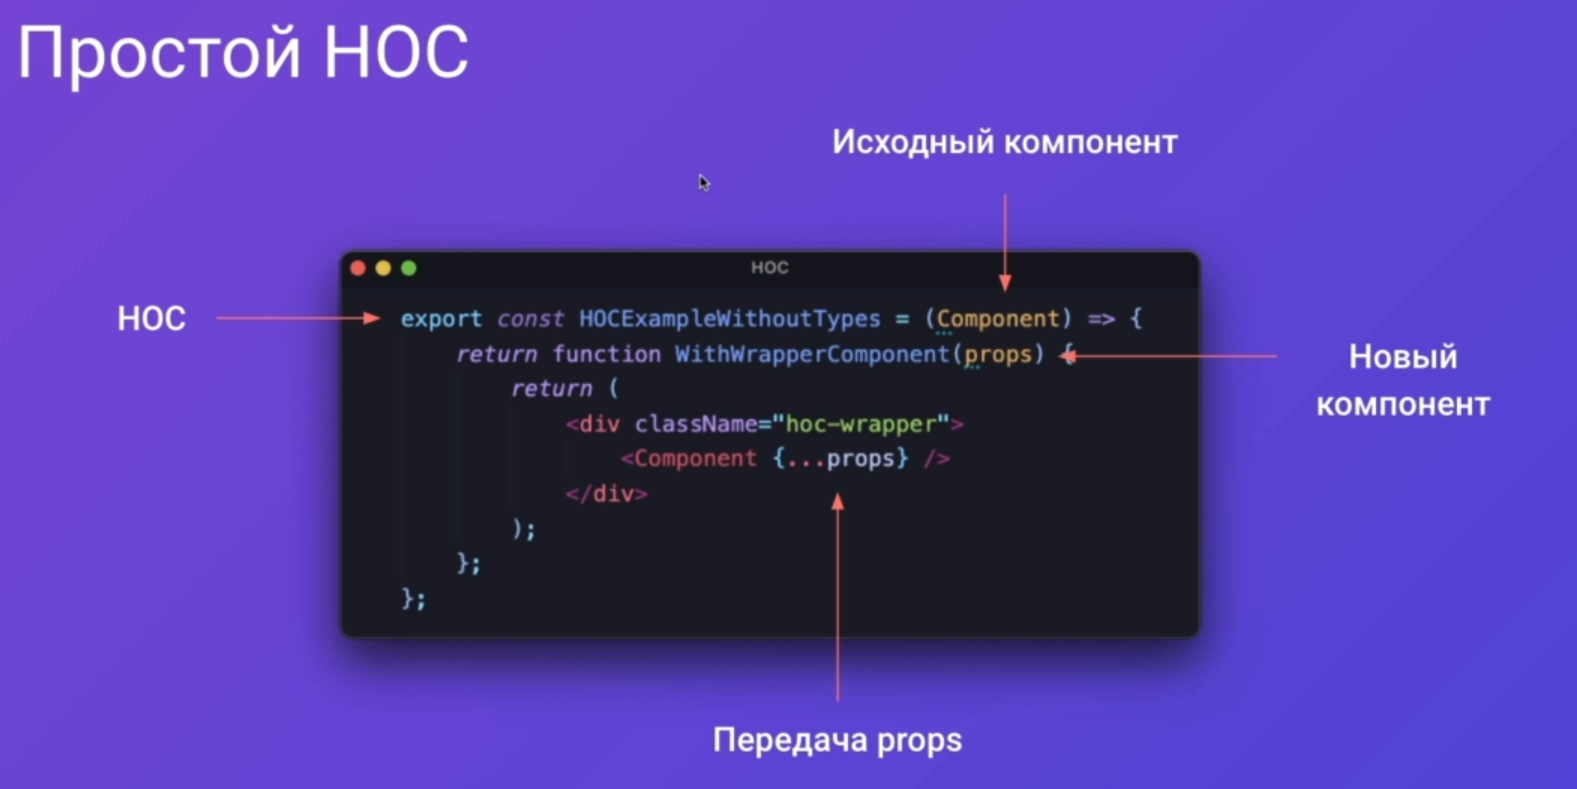 Простой HOC
Исходный компонент
HOC
HOC
export const HOCExampleWithoutTypes = (Component) => {
return function WithWrapperComponent(props) {
return (
<div className="hoc-wrapper">
<Component {...props} />
</div>
);
};
};
Новый
компонент
Передача props